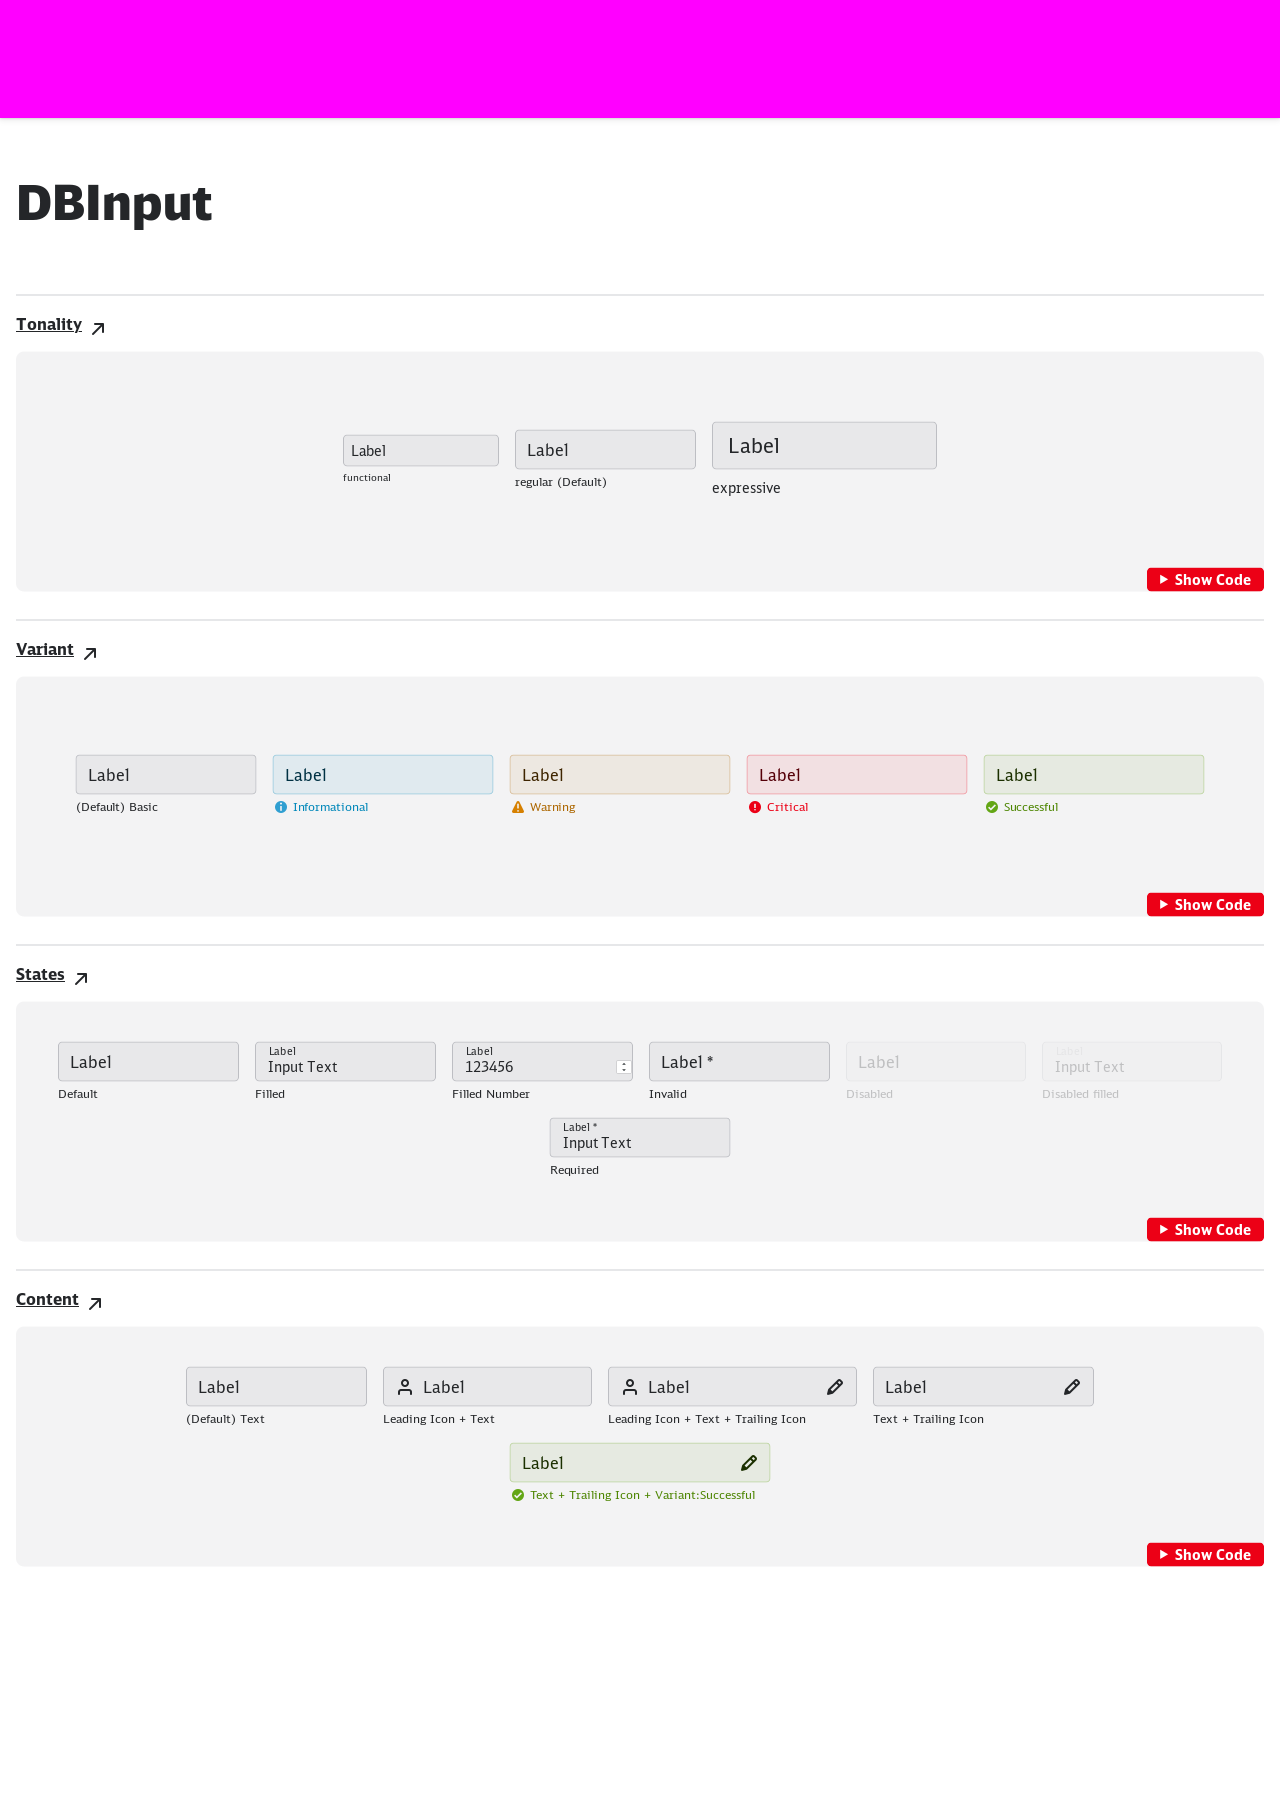 DBInput
Tonality
Label Label Label
functional regular (Default) expressive
Show Code
Variant
Label Label Label Label Label
(Default) Basic Informational Warning Critical Successful
Show Code
States
Label Label Label Label * Label Label
Input Text 123456 Input Text
Default Filled Filled Number Invalid Disabled Disabled filled
Label *
Input Text
Required
Show Code
Content
Label Label Label Label
(Default) Text Leading Icon + Text Leading Icon + Text + Trailing Icon Text + Trailing Icon
Label
Text + Trailing Icon + Variant:Successful
Show Code